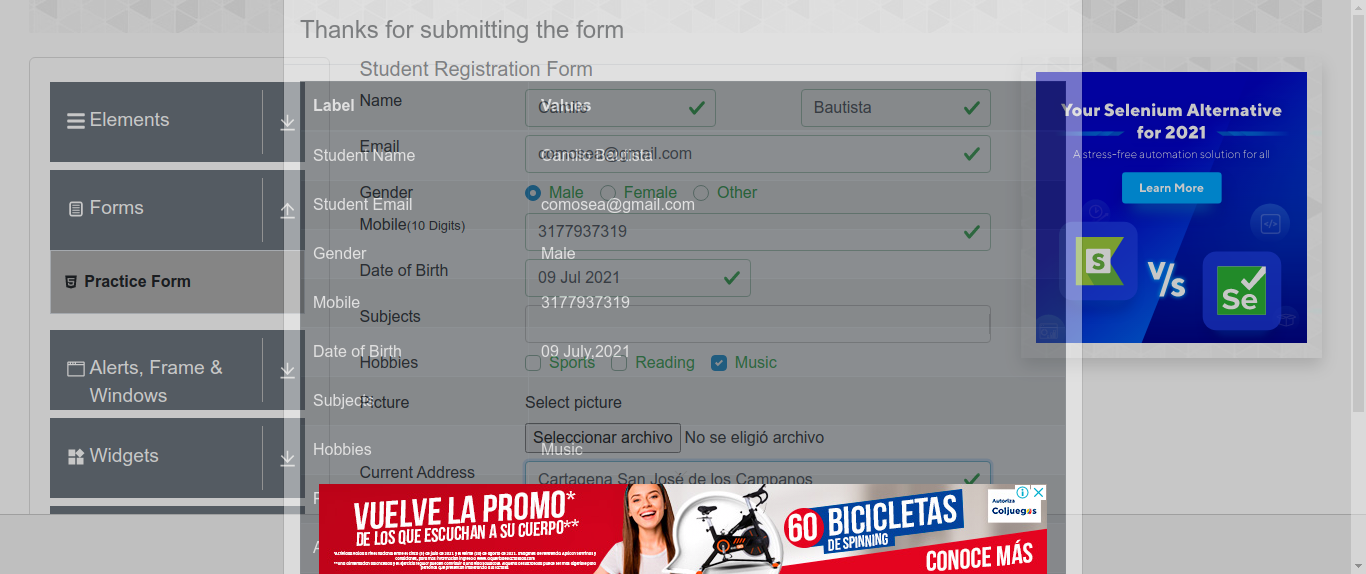 Thanks for submitting the form
Student Registration Form
Elements
Forms
Practice Form
Alerts, Frame &
Windows
Widgets
Label Values
Student Name Camilo Bautista
Student Email comosea@gmail.com
Gender Male
Mobile 3177937319
Date of Birth 09 July,2021
Subjects
Hobbies Music
Name Bautista
Email comosea@gmail.com
Gender Male Female Other
Mobile(10 Digits) 3177937319
Date of Birth 09 Jul 2021
Subjects
Hobbies Sports Reading Music
Picture Select picture
Seleccionar archivo No se eligió archivo
Current Address Cartagena San José de los Campanos
Your Selenium Alternative
for 2021
A stress-free automation solution for all
Learn More
S
V/s
Se
VUELVE LA PROMO*
DE LOS QUE ESCUCHAN A SU CUERPO**
60 BICICLETAS
DE SPINNING
CONOCE MÁS
Autoriza
Coljuegos